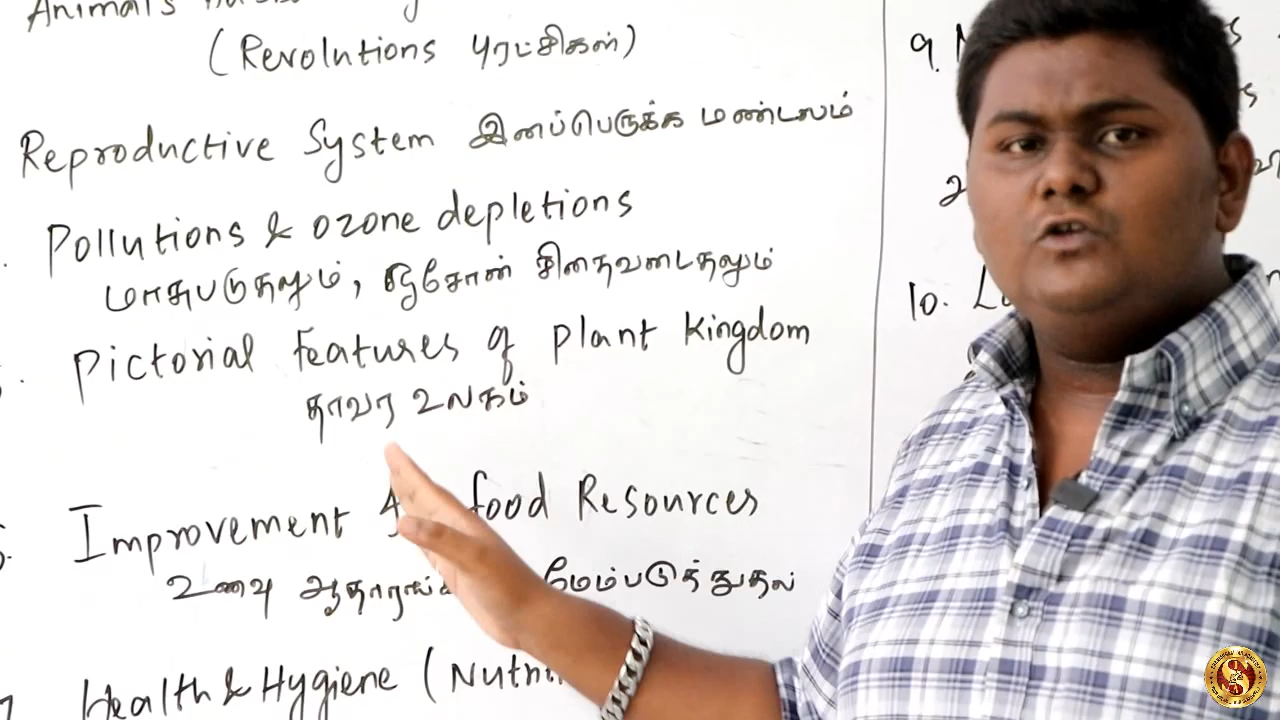 Animals
(Revolutions புரட்சிகள்)
Reproductive System இனப்பெருக்க மண்டலம்
Pollutions & ozone depletions
மாசுபடுதலும், ஓசோன் சிதைவடைதலும்
Pictorial features of plant Kingdom
தாவர உலகம்
Improvement food Resources
உணவு மேம்படுத்துதல்
Health & Hygiene (
9.
10.